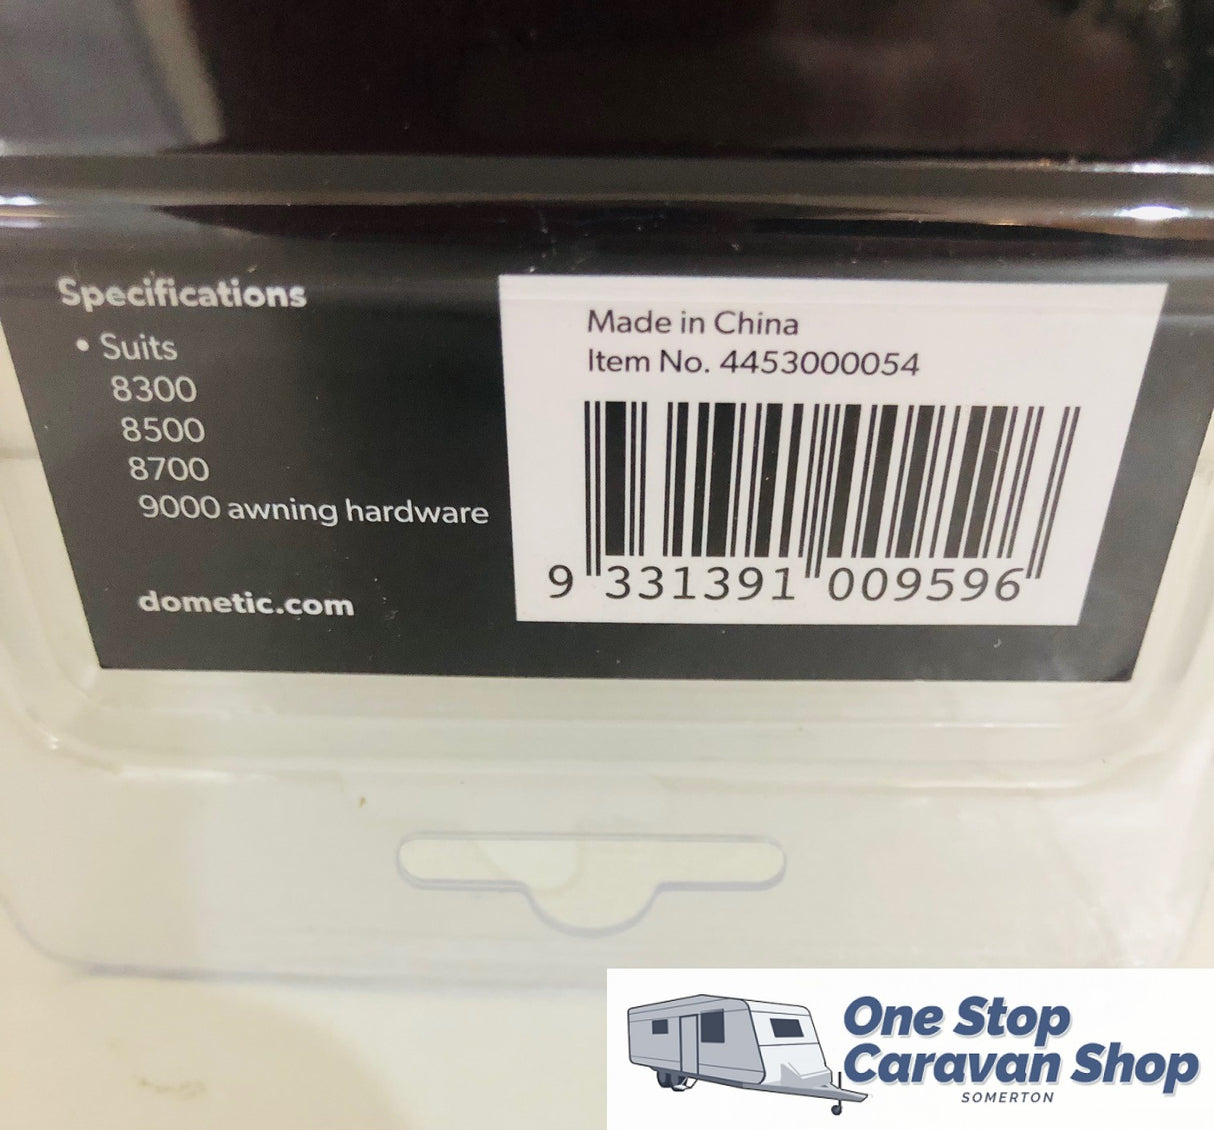 Specifications
• Suits
8300
8500
8700
9000 awning hardware
dometic.com
Made in China
Item No. 4453000054
9 331391 009596
One Stop
Caravan Shop
SOMERTON